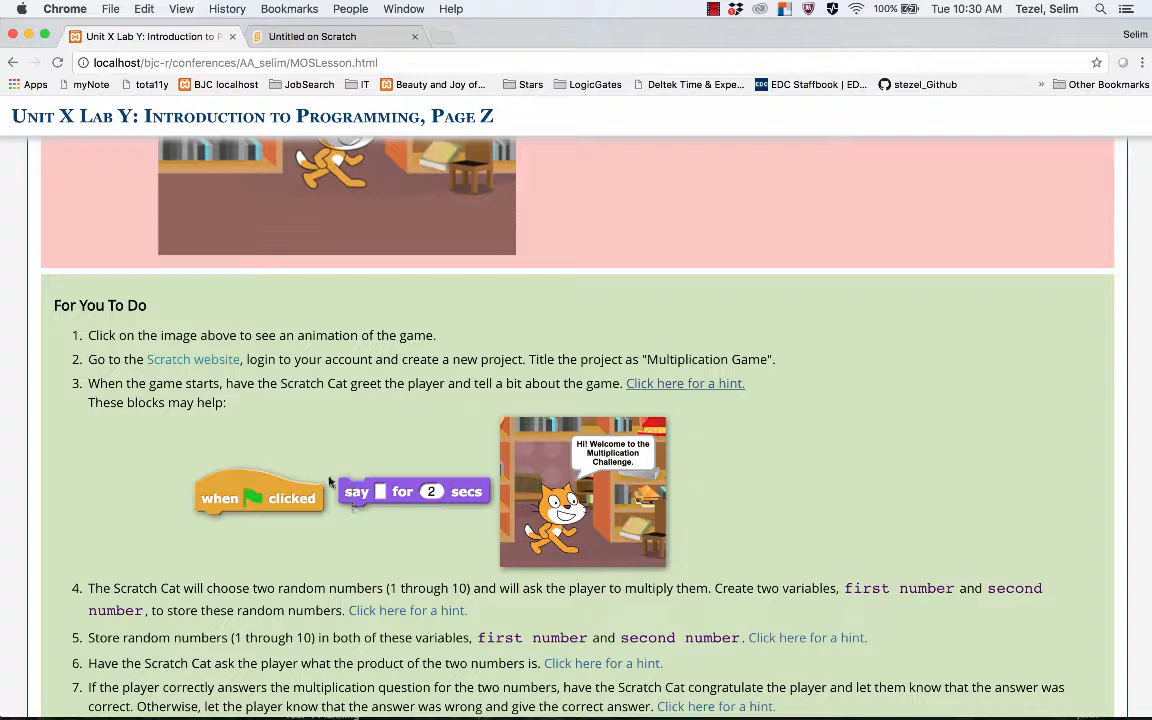 Chrome File Edit View History Bookmarks People Window Help 100% Tue 10:30 AM Tezel, Selim
Unit X Lab Y: Introduction to P × Untitled on Scratch × Selim
localhost/bjc-r/conferences/AA_selim/MOSLesson.html
Apps myNote tota11y BJC localhost JobSearch IT Beauty and Joy of... Stars LogicGates Deltek Time & Expe... EDC EDC Staffbook | ED... stezel_Github » Other Bookmarks
Unit X Lab Y: Introduction to Programming, Page Z
For You To Do
1. Click on the image above to see an animation of the game.
2. Go to the Scratch website, login to your account and create a new project. Title the project as "Multiplication Game".
3. When the game starts, have the Scratch Cat greet the player and tell a bit about the game. Click here for a hint.
These blocks may help:
Hi! Welcome to the
Multiplication
Challenge.
when clicked say for 2 secs
4. The Scratch Cat will choose two random numbers (1 through 10) and will ask the player to multiply them. Create two variables, first number and second
number, to store these random numbers. Click here for a hint.
5. Store random numbers (1 through 10) in both of these variables, first number and second number. Click here for a hint.
6. Have the Scratch Cat ask the player what the product of the two numbers is. Click here for a hint.
7. If the player correctly answers the multiplication question for the two numbers, have the Scratch Cat congratulate the player and let them know that the answer was
correct. Otherwise, let the player know that the answer was wrong and give the correct answer. Click here for a hint.